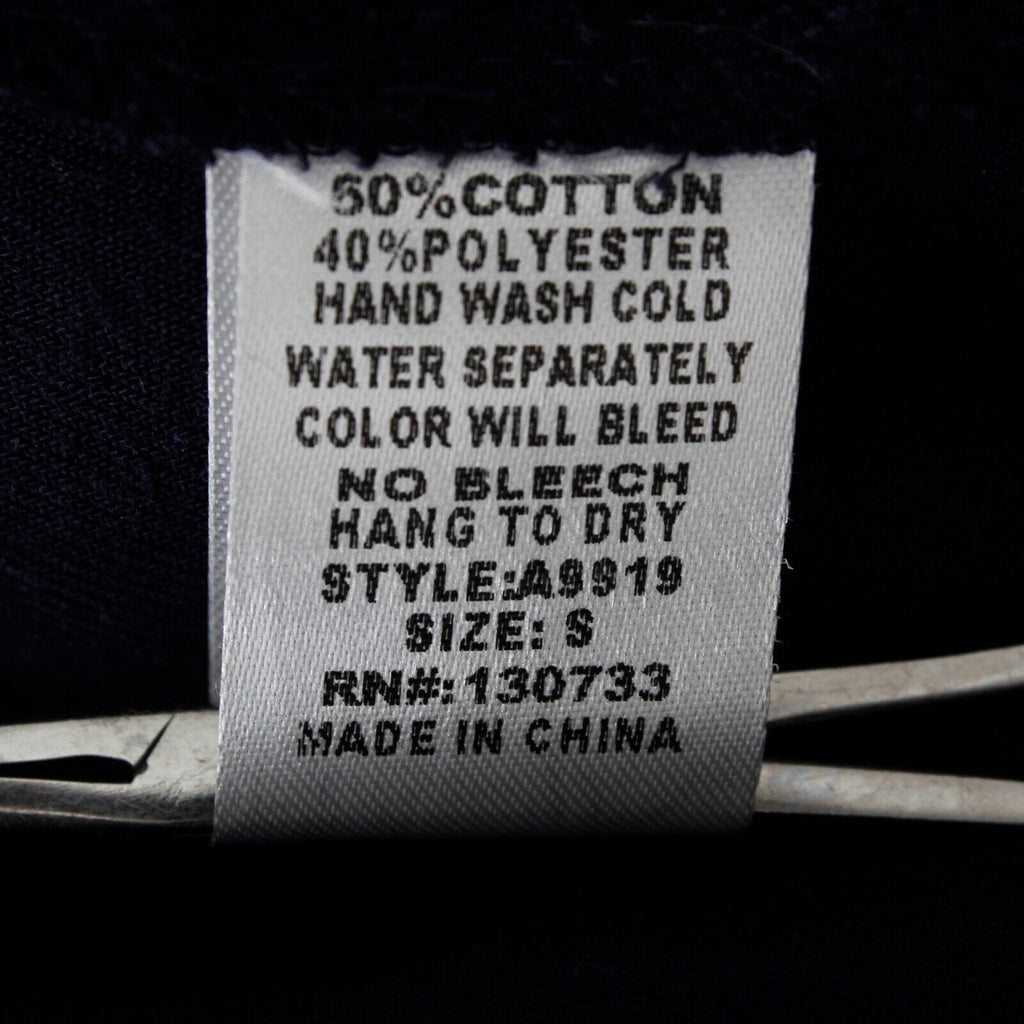 60%COTTON
40%POLYESTER
HAND WASH COLD
WATER SEPARATELY
COLOR WILL BLEED
NO BLEECH
HANG TO DRY
STYLE:A9919
SIZE: S
RN#:130733
MADE IN CHINA